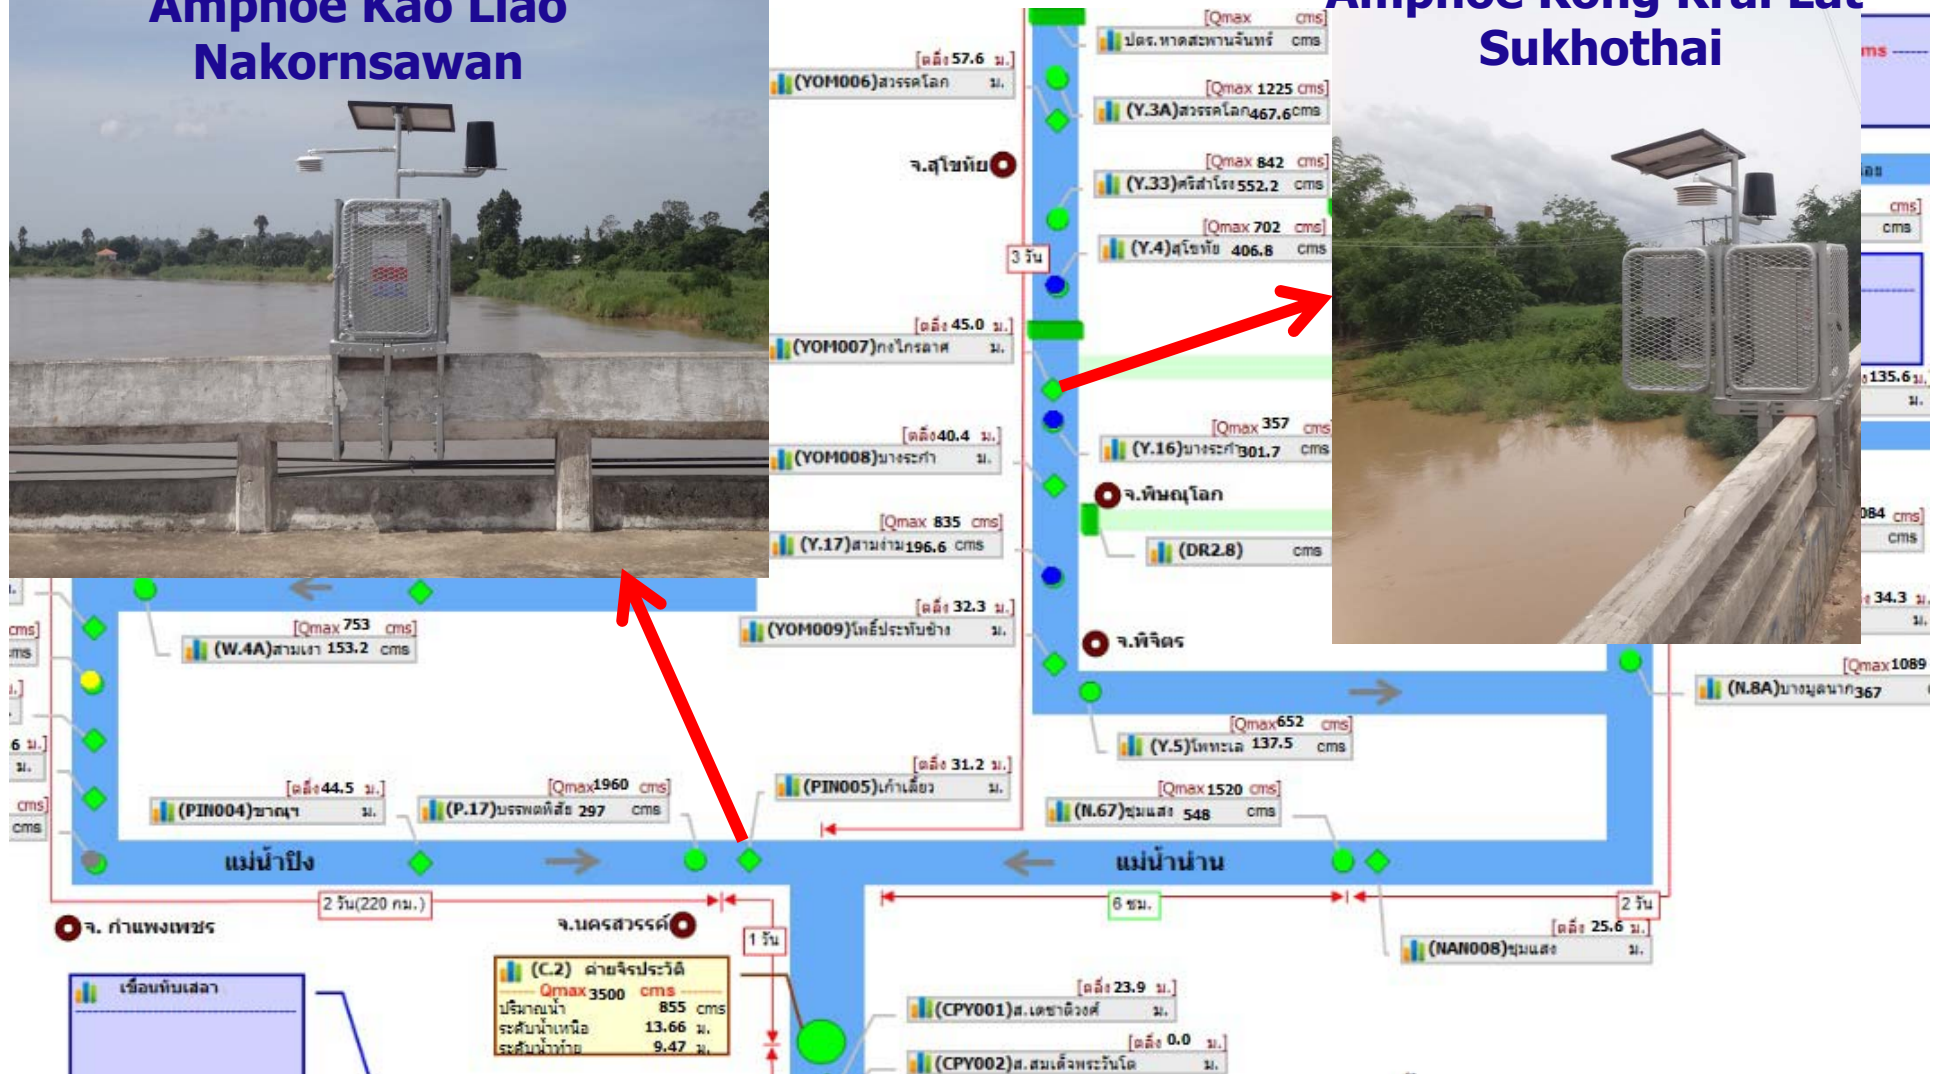 Amphoe Kao Liao
Nakornsawan
Amphoe Kong Krai Lat
Sukhothai
[Qmax cms]
ปตร.หาดสะพานจันทร์ cms
[ตลิ่ง 57.6 ม.]
(YOM006)สวรรคโลก ม.
[Qmax 1225 cms]
(Y.3A)สวรรคโลก 467.6 cms
จ.สุโขทัย
[Qmax 842 cms]
(Y.33)ศรีสำโรง 552.2 cms
[Qmax 702 cms]
(Y.4)สุโขทัย 406.8 cms
3 วัน
cms]
cms
[ตลิ่ง 45.0 ม.]
(YOM007)กงไกรลาศ ม.
135.6 ม.
ม.
[ตลิ่ง 40.4 ม.]
(YOM008)บางระกำ ม.
[Qmax 357 cms
(Y.16)บางระกำ 301.7 cms
จ.พิษณุโลก
[Qmax 835 cms]
(Y.17)สามง่าม 196.6 cms
(DR2.8) cms
084 cms]
cms
[ตลิ่ง 32.3 ม.]
(YOM009)โพธิ์ประทับช้าง ม.
34.3 ม.
ม.
จ.พิจิตร
cms]
cms
[Qmax 753 cms]
(W.4A)สามเงา 153.2 cms
[Qmax 1089
(N.8A)บางมูลนาก 367
[Qmax 652 cms]
(Y.5)โพทะเล 137.5 cms
6 ม.]
ม.
cms]
cms
[ตลิ่ง 44.5 ม.]
(PIN004)ขาณุฯ ม.
[Qmax 1960 cms]
(P.17)บรรพตพิสัย 297 cms
[ตลิ่ง 31.2 ม.]
(PIN005)เก้าเลี้ยว ม.
[Qmax 1520 cms]
(N.67)ชุมแสง 548 cms
แม่น้ำปิง
แม่น้ำน่าน
2 วัน(220 กม.)
6 ชม.
2 วัน
จ. กำแพงเพชร
จ.นครสวรรค์
1 วัน
[ตลิ่ง 25.6 ม.]
(NAN008)ชุมแสง ม.
เขื่อนทับเสลา
(C.2) ค่ายจิรประวัติ
Qmax 3500 cms
ปริมาณน้ำ 855 cms
ระดับน้ำเหนือ 13.66 ม.
ระดับน้ำท้าย 9.47 ม.
[ตลิ่ง 23.9 ม.]
(CPY001)ส.เดชาติวงศ์ ม.
[ตลิ่ง 0.0 ม.]
(CPY002)ส.สมเด็จพระวันโด ม.